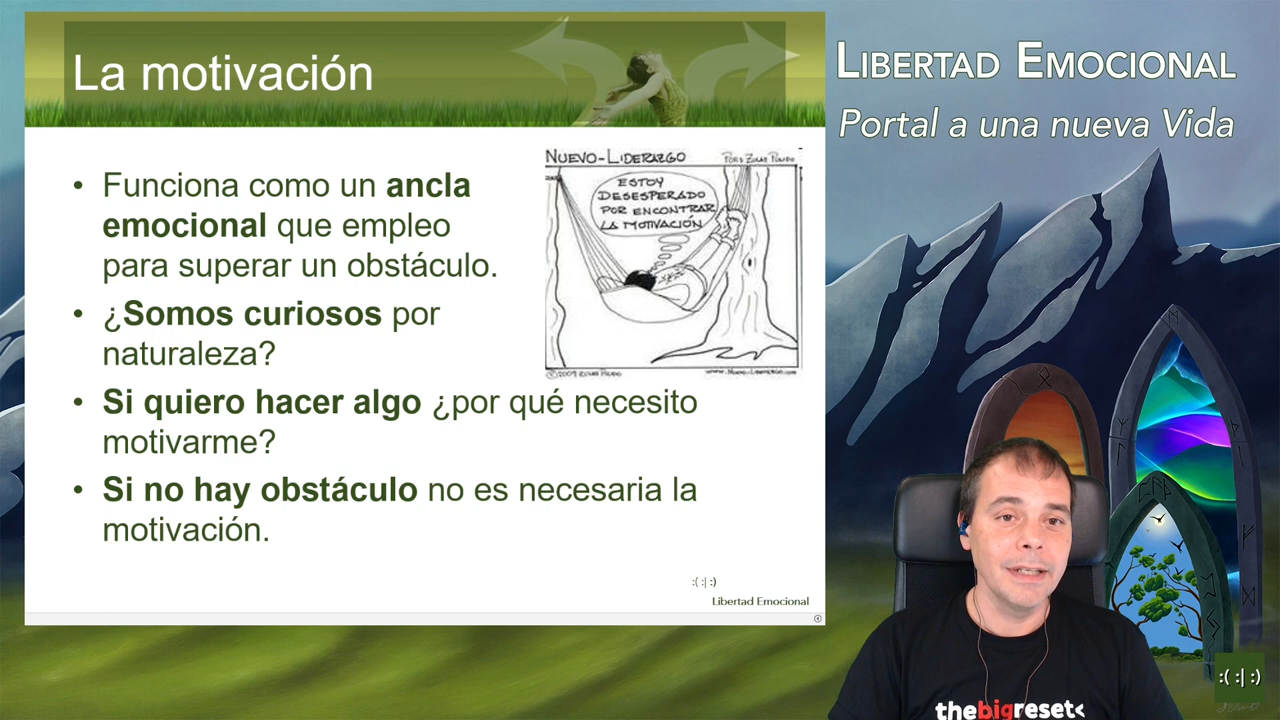 La motivación
LIBERTAD EMOCIONAL
Portal a una nueva Vida
NUEVO-LIDERAZGO
ESTOY
DESESPERADO
POR ENCONTRAR
LA MOTIVACIÓN
• Funciona como un ancla
emocional que empleo
para superar un obstáculo.
• ¿Somos curiosos por
naturaleza?
• Si quiero hacer algo ¿por qué necesito
motivarme?
• Si no hay obstáculo no es necesaria la
motivación.
:( :| :)
Libertad Emocional
thebigreset<
:( :| :)